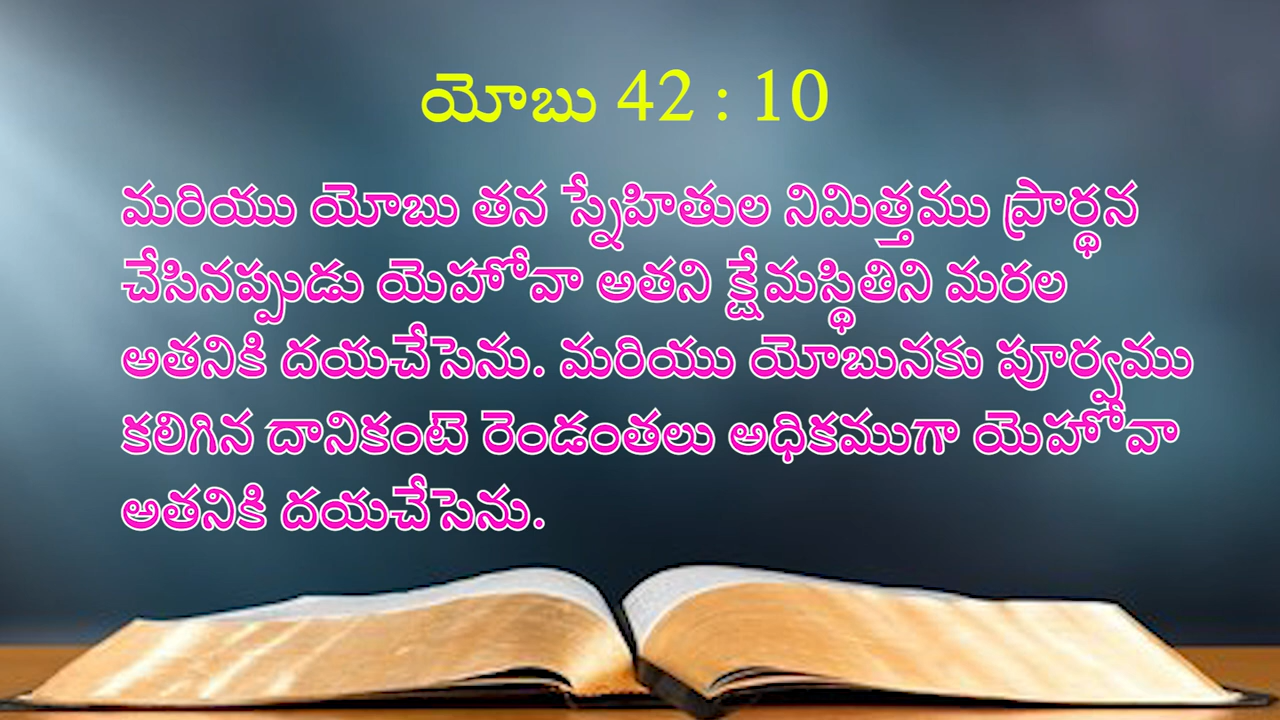 యోబు 42 : 10
మరియు యోబు తన స్నేహితుల నిమిత్తము ప్రార్థన
చేసినప్పుడు యెహోవా అతని క్షేమస్థితిని మరల
అతనికి దయచేసెను. మరియు యోబునకు పూర్వము
కలిగిన దానికంటె రెండంతలు అధికముగా యెహోవా
అతనికి దయచేసెను.